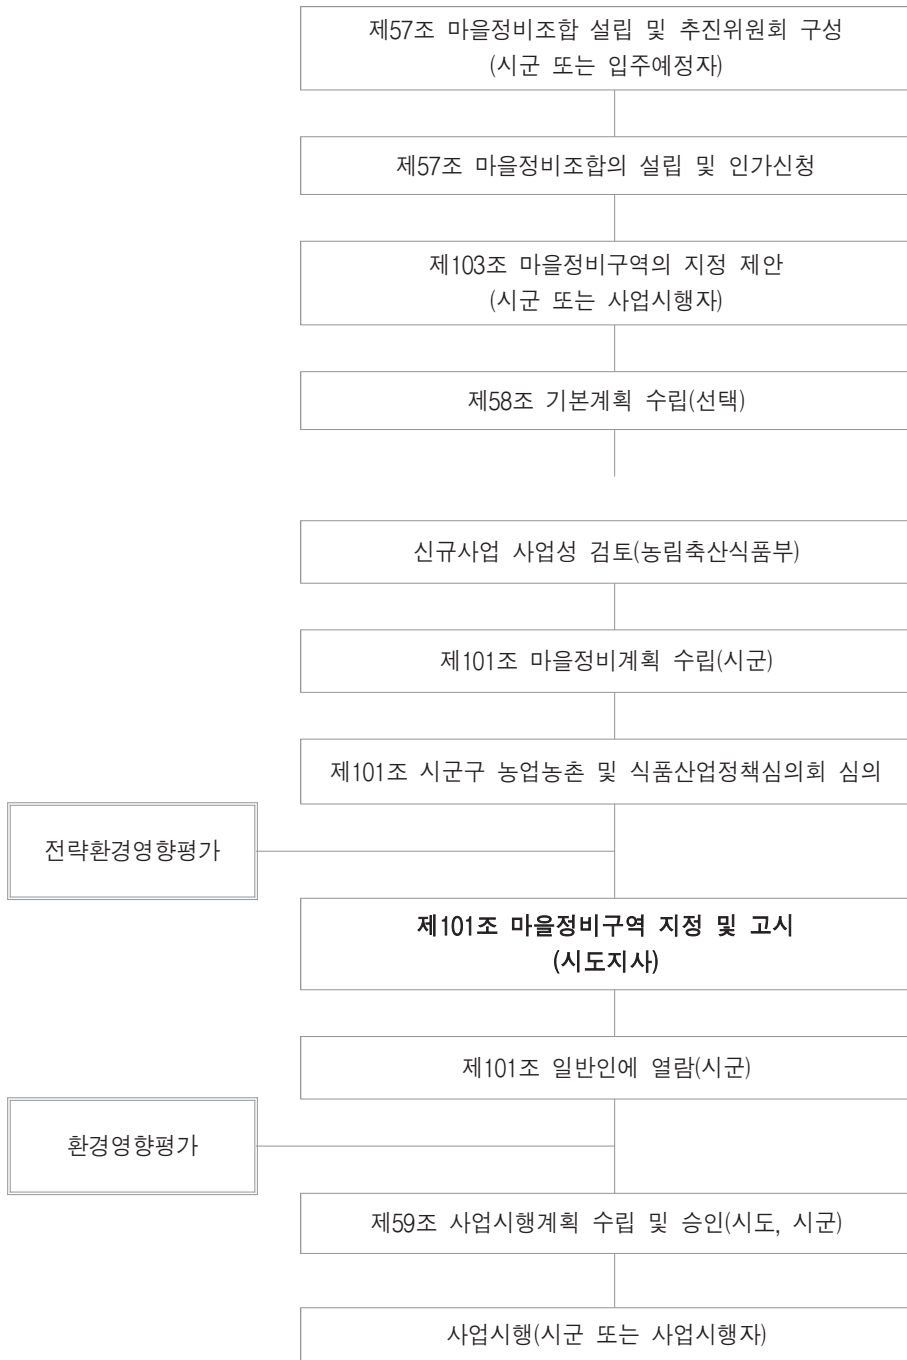 제57조 마을정비조합 설립 및 추진위원회 구성
(시군 또는 입주예정자)
제57조 마을정비조합의 설립 및 인가신청
제103조 마을정비구역의 지정 제안
(시군 또는 사업시행자)
제58조 기본계획 수립(선택)
신규사업 사업성 검토(농림축산식품부)
제101조 마을정비계획 수립(시군)
제101조 시군구 농업농촌 및 식품산업정책심의회 심의
전략환경영향평가
제101조 마을정비구역 지정 및 고시
(시도지사)
제101조 일반인에 열람(시군)
환경영향평가
제59조 사업시행계획 수립 및 승인(시도, 시군)
사업시행(시군 또는 사업시행자)